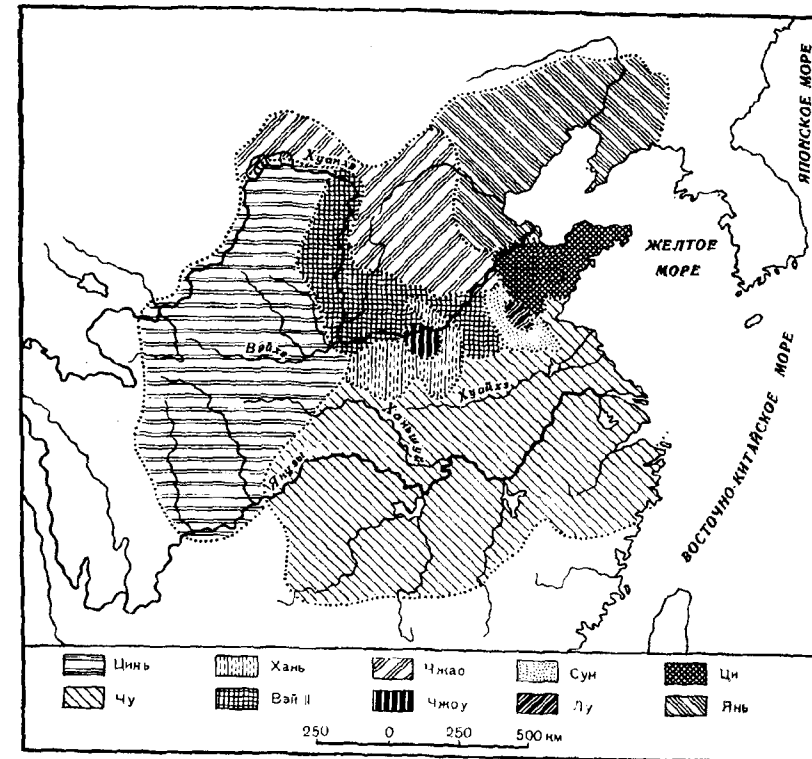 ЯПОНСКОЕ МОРЕ
Хуанхэ
ЖЕЛТОЕ
МОРЕ
Вэйхэ
Хуайхэ
Ханьшуй
Янцзы
ВОСТОЧНО-КИТАЙСКОЕ МОРЕ
Цинь
Хань
Чжао
Сун
Ци
Чу
Вэй II
Чжоу
Лу
Янь
250 0 250 500 км